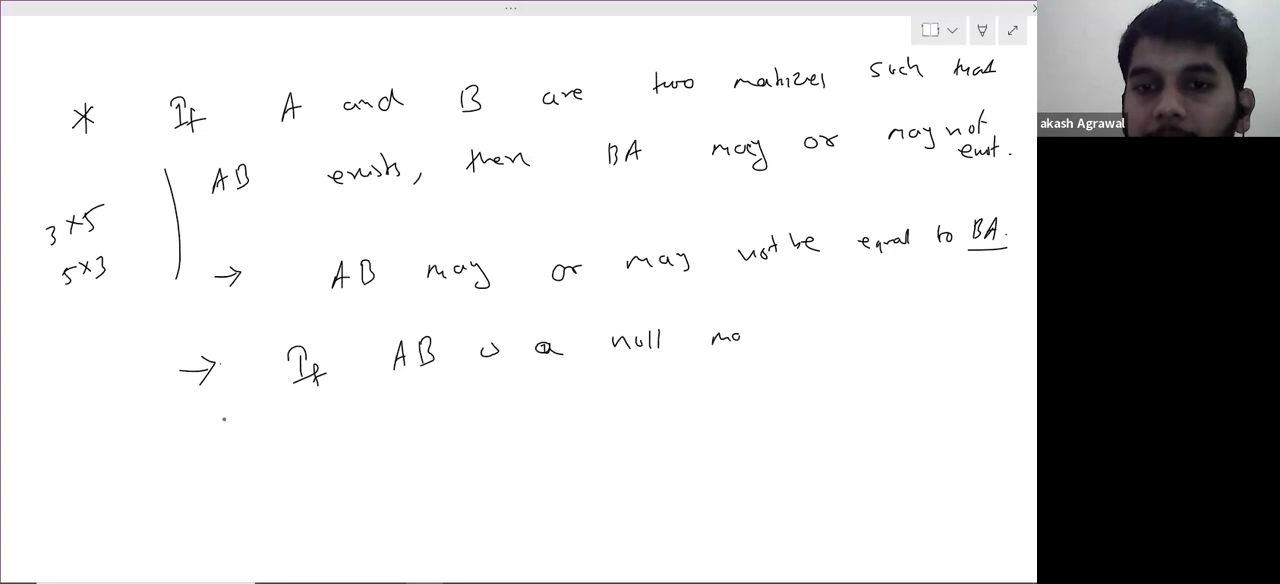 * If A and B are two matrices such that
AB exists, then BA may or may not exist.
3×5
5×3
→ AB may or may not be equal to BA.
→ If AB is a null ma
akash Agrawal